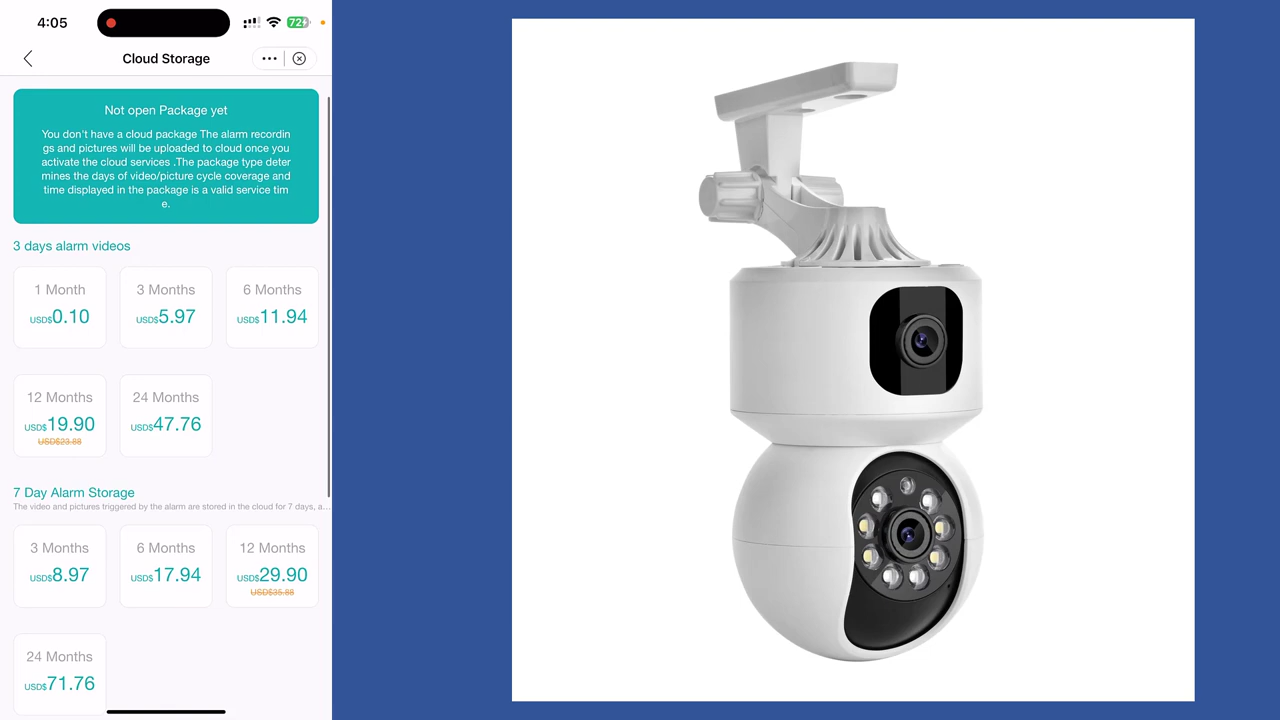 4:05
72
Cloud Storage
Not open Package yet
You don't have a cloud package The alarm recordin
gs and pictures will be uploaded to cloud once you
activate the cloud services .The package type deter
mines the days of video/picture cycle coverage and
time displayed in the package is a valid service tim
e.
3 days alarm videos
1 Month
USD$0.10
3 Months
USD$5.97
6 Months
USD$11.94
12 Months
USD$19.90
USD$23.88
24 Months
USD$47.76
7 Day Alarm Storage
The video and pictures triggered by the alarm are stored in the cloud for 7 days, a...
3 Months
USD$8.97
6 Months
USD$17.94
12 Months
USD$29.90
USD$35.88
24 Months
USD$71.76